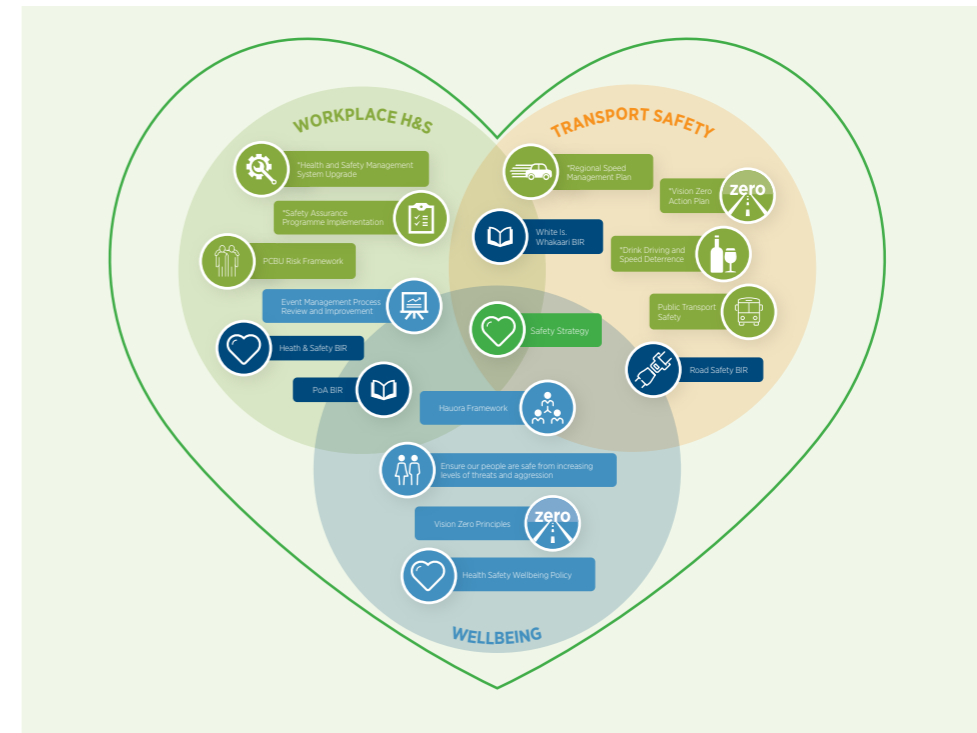 WORKPLACE H&S
*Health and Safety Management
System Upgrade
*Safety Assurance
Programme Implementation
PCBU Risk Framework
Event Management Process
Review and Improvement
Heath & Safety BIR
PoA BIR
TRANSPORT SAFETY
*Regional Speed
Management Plan
*Vision Zero
Action Plan
zero
White Is.
Whakaari BIR
*Drink Driving and
Speed Deterrence
Public Transport
Safety
Safety Strategy
Road Safety BIR
Hauora Framework
Ensure our people are safe from increasing
levels of threats and aggression
Vision Zero Principles
zero
Health Safety Wellbeing Policy
WELLBEING